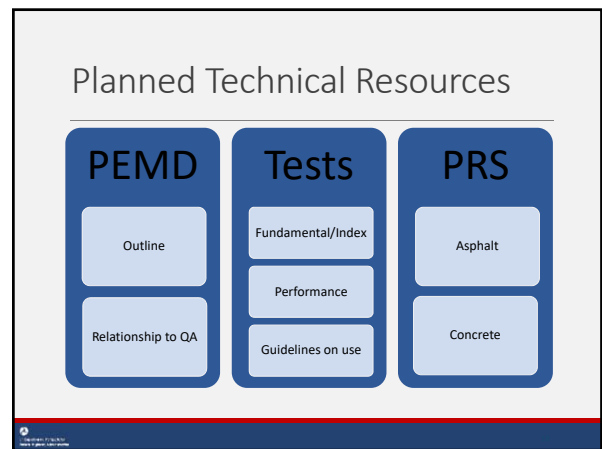 Planned Technical Resources
PEMD
Outline
Relationship to QA
Tests
Fundamental/Index
Performance
Guidelines on use
PRS
Asphalt
Concrete